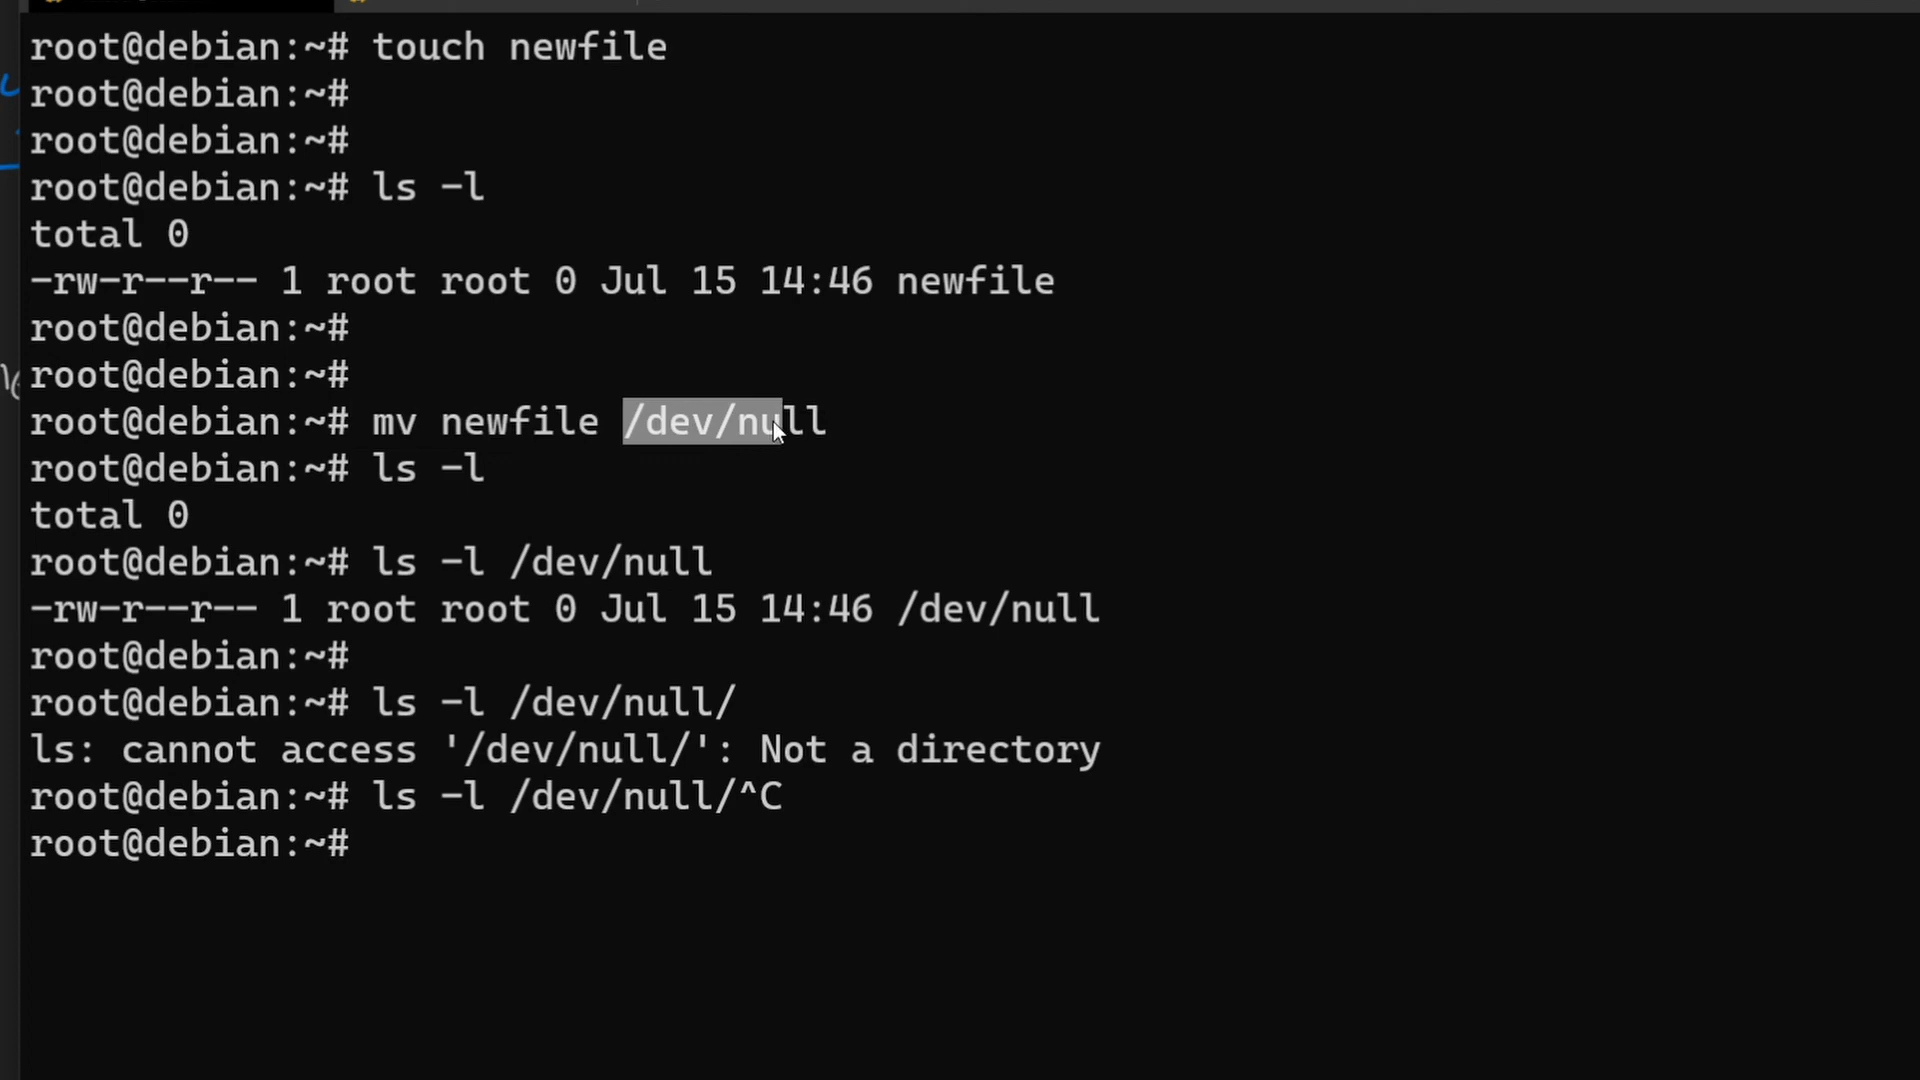 root@debian:~# touch newfile
root@debian:~#
root@debian:~#
root@debian:~# ls -l
total 0
-rw-r--r-- 1 root root 0 Jul 15 14:46 newfile
root@debian:~#
root@debian:~#
root@debian:~# mv newfile /dev/null
root@debian:~# ls -l
total 0
root@debian:~# ls -l /dev/null
-rw-r--r-- 1 root root 0 Jul 15 14:46 /dev/null
root@debian:~#
root@debian:~# ls -l /dev/null/
ls: cannot access '/dev/null/': Not a directory
root@debian:~# ls -l /dev/null/^C
root@debian:~#